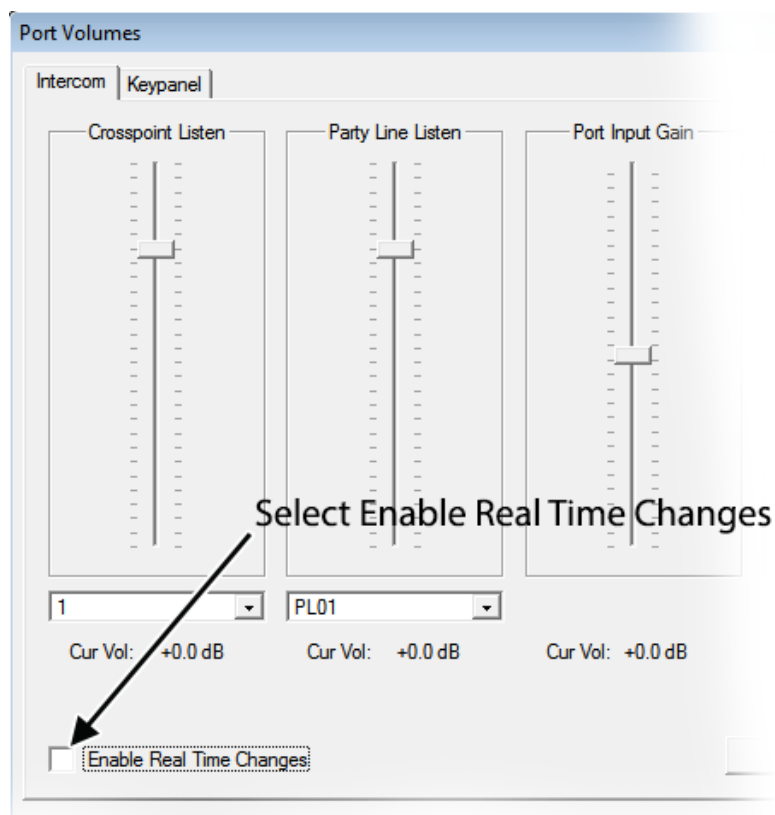 Port Volumes
Intercom Keypanel
Crosspoint Listen Party Line Listen Port Input Gain
Select Enable Real Time Changes
1 PL01
Cur Vol: +0.0 dB Cur Vol: +0.0 dB Cur Vol: +0.0 dB
Enable Real Time Changes